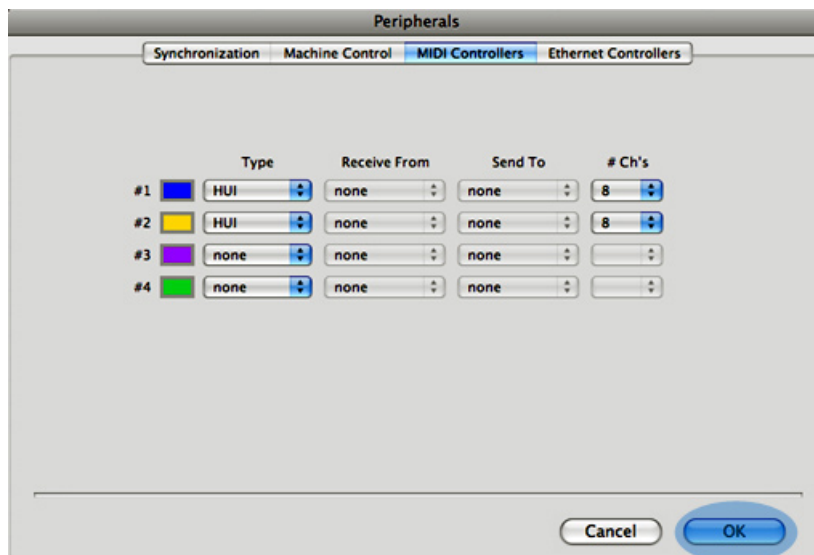 Peripherals
Synchronization Machine Control MIDI Controllers Ethernet Controllers
Type Receive From Send To # Ch's
#1 HUI none none 8
#2 HUI none none 8
#3 none none none
#4 none none none
Cancel OK